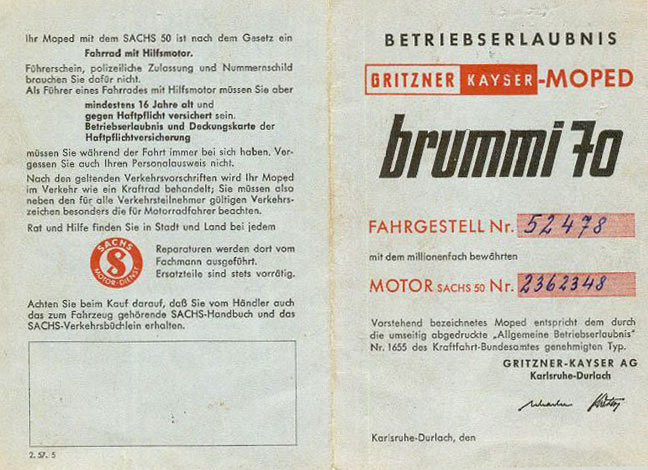 Ihr Moped mit dem SACHS 50 ist nach dem Gesetz ein
Fahrrad mit Hilfsmotor.
Führerschein, polizeiliche Zulassung und Nummernschild
brauchen Sie dafür nicht.
Als Führer eines Fahrrades mit Hilfsmotor müssen Sie aber
mindestens 16 Jahre alt und
gegen Haftpflicht versichert sein.
Betriebserlaubnis und Deckungskarte der
Haftpflichtversicherung
müssen Sie während der Fahrt immer bei sich haben. Ver-
gessen Sie auch Ihren Personalausweis nicht.
Nach den geltenden Verkehrsvorschriften wird Ihr Moped
im Verkehr wie ein Kraftrad behandelt; Sie müssen also
neben den für alle Verkehrsteilnehmer gültigen Verkehrs-
zeichen besonders die für Motorradfahrer beachten.
Rat und Hilfe finden Sie in Stadt und Land bei jedem
SACHS
S
MOTOR-DIENST
Reparaturen werden dort vom
Fachmann ausgeführt.
Ersatzteile sind stets vorrätig.
Achten Sie beim Kauf darauf, daß Sie vom Händler auch
das zum Fahrzeug gehörende SACHS-Handbuch und das
SACHS-Verkehrsbüchlein erhalten.
2. 57. 5
BETRIEBSERLAUBNIS
GRITZNER KAYSER-MOPED
brummi 70
FAHRGESTELL Nr. 52478
mit dem millionenfach bewährten
MOTOR SACHS 50 Nr. 2362348
Vorstehend bezeichnetes Moped entspricht dem durch
die umseitig abgedruckte „Allgemeine Betriebserlaubnis"
Nr. 1655 des Kraftfahrt-Bundesamtes genehmigten Typ.
GRITZNER-KAYSER AG
Karlsruhe-Durlach
Karlsruhe-Durlach, den